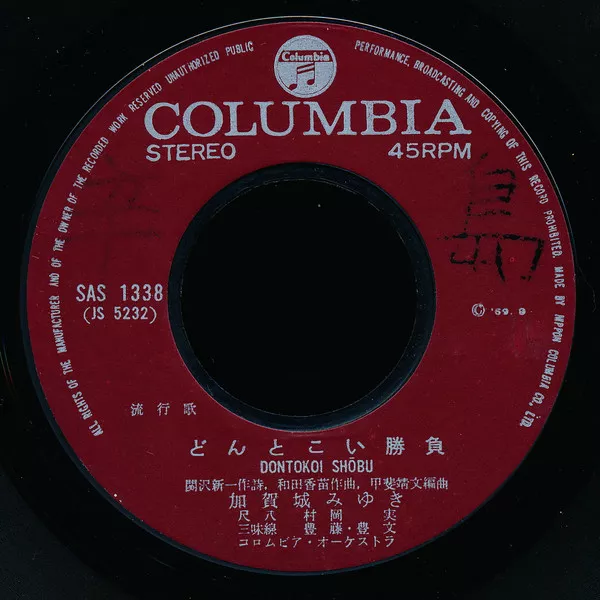 ALL RIGHTS OF THE MANUFACTURER AND OF THE OWNER OF THE RECORDED WORK RESERVED UNAUTHORIZED PUBLIC PERFORMANCE, BROADCASTING AND COPYING OF THIS RECORD PROHIBITED. MADE BY NIPPON COLUMBIA CO., LTD.
Columbia
COLUMBIA
STEREO 45RPM
SAS 1338
(JS 5232)
© '69. 9
流行歌
どんとこい勝負
DONTOKOI SHŌBU
関沢新一作詩, 和田香苗作曲, 甲斐靖文編曲
加賀城みゆき
尺八 村岡 実
三味線 豊藤・豊文
コロムビア・オーケストラ